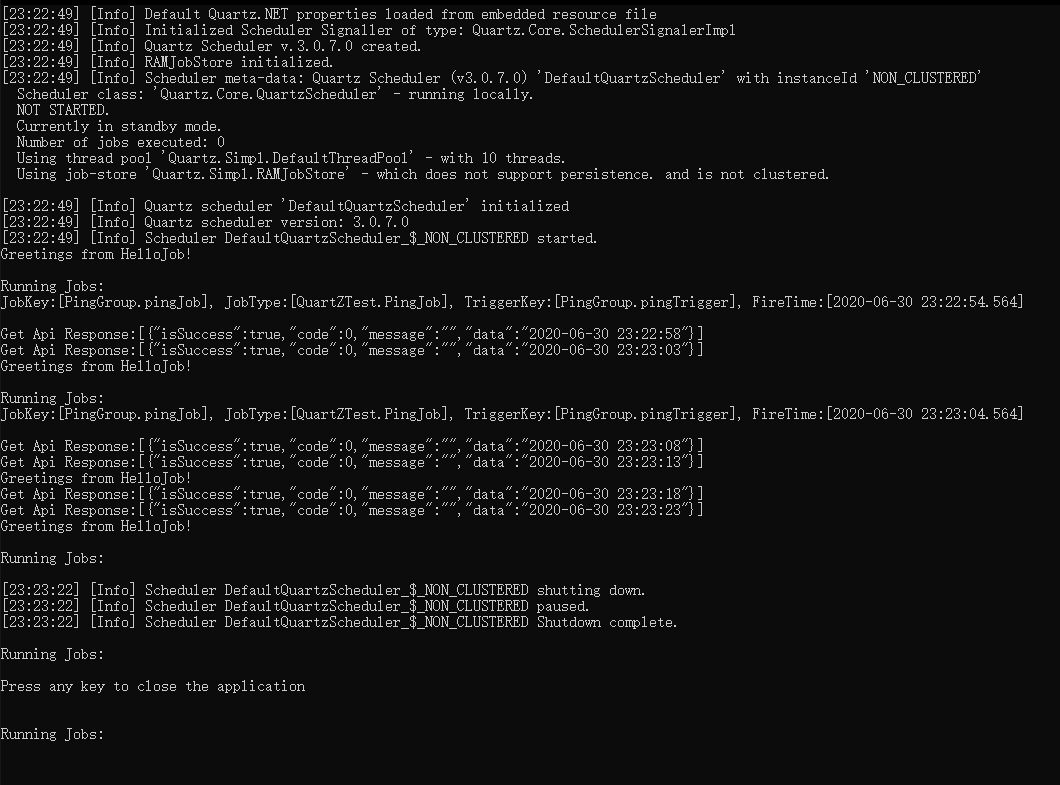 [23:22:49] [Info] Default Quartz.NET properties loaded from embedded resource file
[23:22:49] [Info] Initialized Scheduler Signaller of type: Quartz.Core.SchedulerSignalerImpl
[23:22:49] [Info] Quartz Scheduler v.3.0.7.0 created.
[23:22:49] [Info] RAMJobStore initialized.
[23:22:49] [Info] Scheduler meta-data: Quartz Scheduler (v3.0.7.0) 'DefaultQuartzScheduler' with instanceId 'NON_CLUSTERED'
Scheduler class: 'Quartz.Core.QuartzScheduler' - running locally.
NOT STARTED.
Currently in standby mode.
Number of jobs executed: 0
Using thread pool 'Quartz.Simpl.DefaultThreadPool' - with 10 threads.
Using job-store 'Quartz.Simpl.RAMJobStore' - which does not support persistence. and is not clustered.
[23:22:49] [Info] Quartz scheduler 'DefaultQuartzScheduler' initialized
[23:22:49] [Info] Quartz scheduler version: 3.0.7.0
[23:22:49] [Info] Scheduler DefaultQuartzScheduler_$_NON_CLUSTERED started.
Greetings from HelloJob!
Running Jobs:
JobKey:[PingGroup.pingJob], JobType:[QuartZTest.PingJob], TriggerKey:[PingGroup.pingTrigger], FireTime:[2020-06-30 23:22:54.564]
Get Api Response:[{"isSuccess":true,"code":0,"message":"","data":"2020-06-30 23:22:58"}]
Get Api Response:[{"isSuccess":true,"code":0,"message":"","data":"2020-06-30 23:23:03"}]
Greetings from HelloJob!
Running Jobs:
JobKey:[PingGroup.pingJob], JobType:[QuartZTest.PingJob], TriggerKey:[PingGroup.pingTrigger], FireTime:[2020-06-30 23:23:04.564]
Get Api Response:[{"isSuccess":true,"code":0,"message":"","data":"2020-06-30 23:23:08"}]
Get Api Response:[{"isSuccess":true,"code":0,"message":"","data":"2020-06-30 23:23:13"}]
Greetings from HelloJob!
Get Api Response:[{"isSuccess":true,"code":0,"message":"","data":"2020-06-30 23:23:18"}]
Get Api Response:[{"isSuccess":true,"code":0,"message":"","data":"2020-06-30 23:23:23"}]
Greetings from HelloJob!
Running Jobs:
[23:23:22] [Info] Scheduler DefaultQuartzScheduler_$_NON_CLUSTERED shutting down.
[23:23:22] [Info] Scheduler DefaultQuartzScheduler_$_NON_CLUSTERED paused.
[23:23:22] [Info] Scheduler DefaultQuartzScheduler_$_NON_CLUSTERED Shutdown complete.
Running Jobs:
Press any key to close the application
Running Jobs: